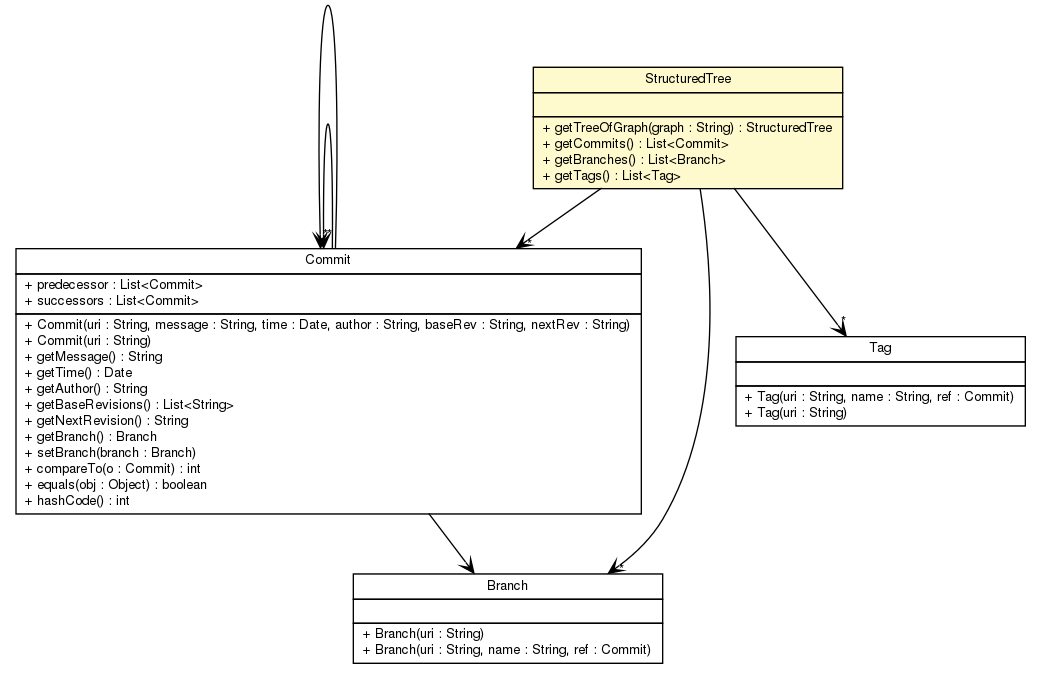 StructuredTree
+ getTreeOfGraph(graph : String) : StructuredTree
+ getCommits() : List<Commit>
+ getBranches() : List<Branch>
+ getTags() : List<Tag>
*
*
*
*
*
Commit
+ predecessor : List<Commit>
+ successors : List<Commit>
+ Commit(uri : String, message : String, time : Date, author : String, baseRev : String, nextRev : String)
+ Commit(uri : String)
+ getMessage() : String
+ getTime() : Date
+ getAuthor() : String
+ getBaseRevisions() : List<String>
+ getNextRevision() : String
+ getBranch() : Branch
+ setBranch(branch : Branch)
+ compareTo(o : Commit) : int
+ equals(obj : Object) : boolean
+ hashCode() : int
Tag
+ Tag(uri : String, name : String, ref : Commit)
+ Tag(uri : String)
Branch
+ Branch(uri : String)
+ Branch(uri : String, name : String, ref : Commit)